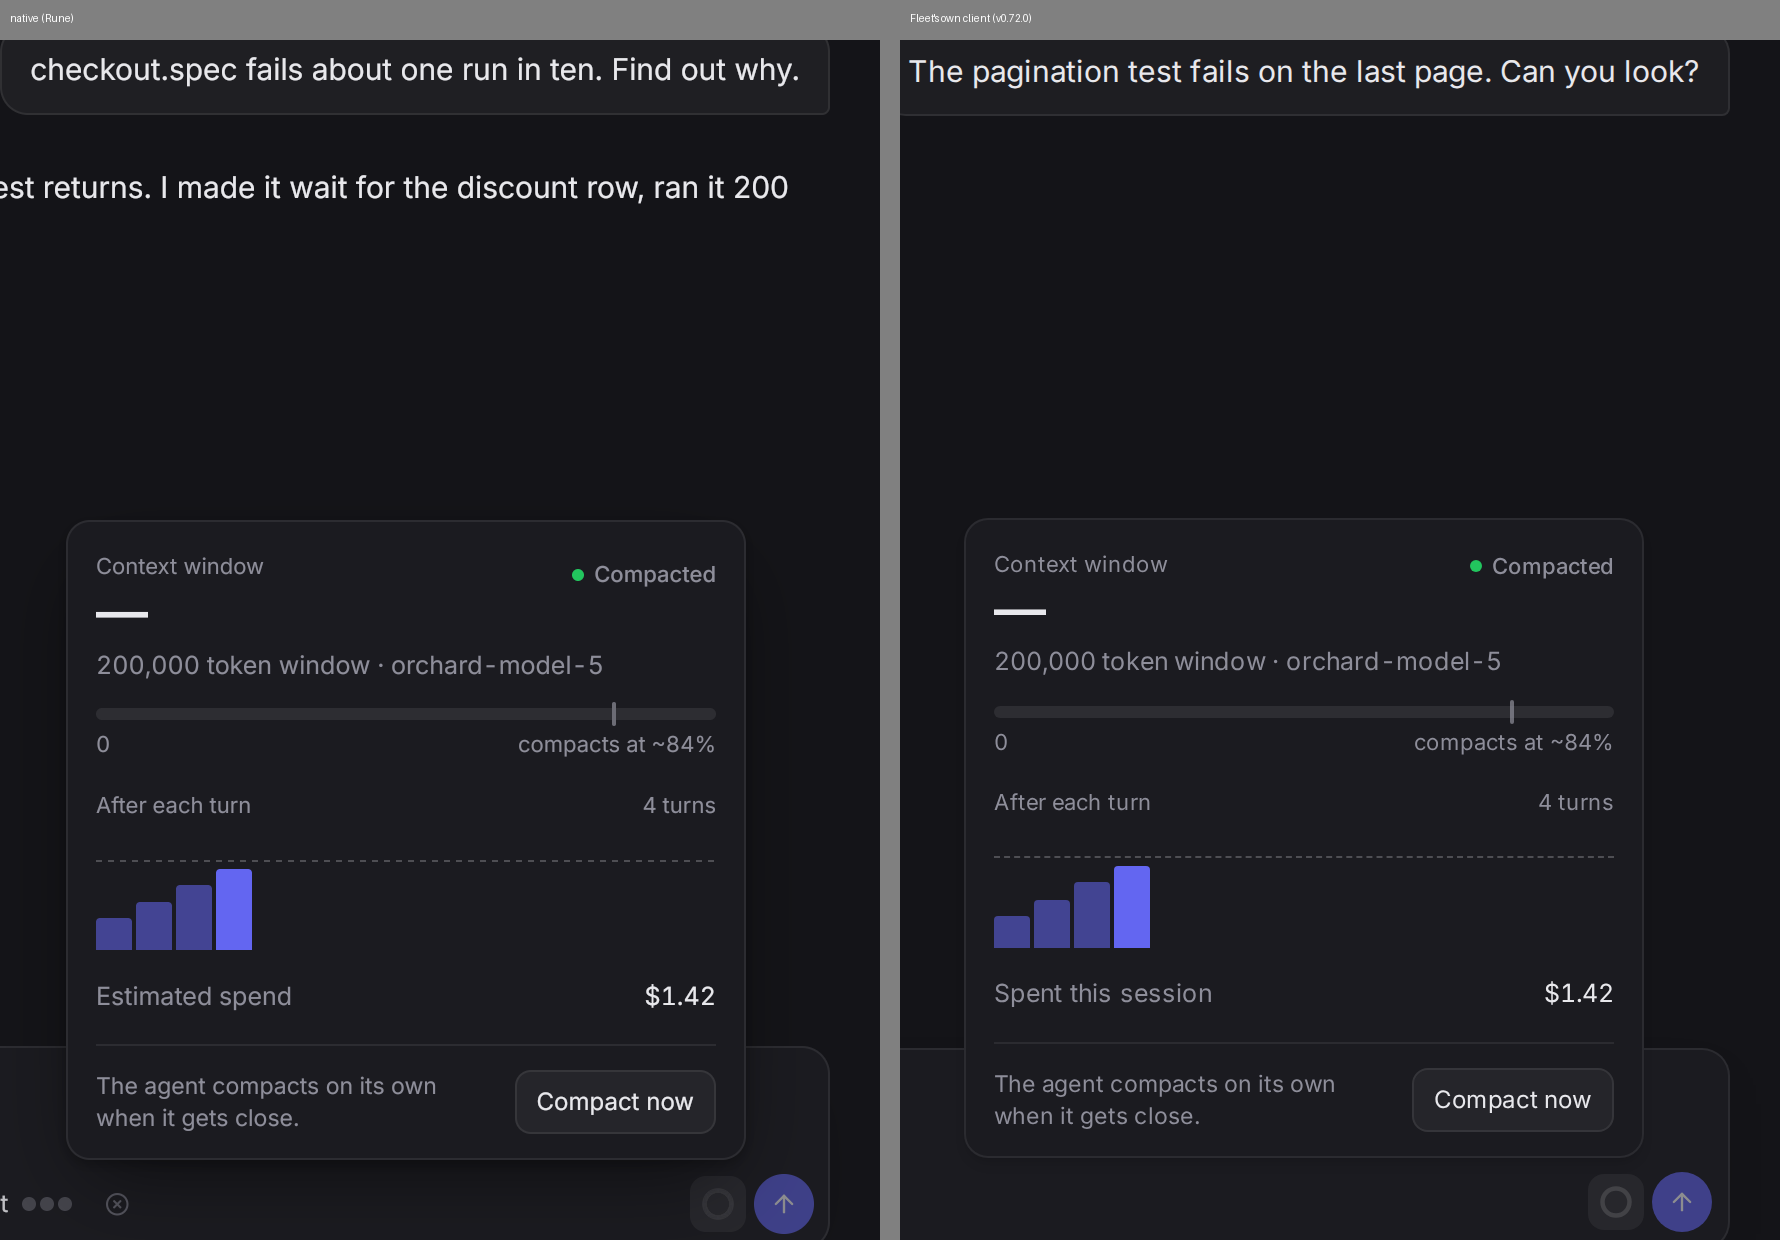 native (Rune)
checkout.spec fails about one run in ten. Find out why.
est returns. I made it wait for the discount row, ran it 200
Context window
Compacted
200,000 token window · orchard-model-5
0
compacts at ~84%
After each turn
4 turns
Estimated spend
$1.42
The agent compacts on its own
when it gets close.
Compact now
t
Fleet's own client (v0.72.0)
The pagination test fails on the last page. Can you look?
Context window
Compacted
200,000 token window · orchard-model-5
0
compacts at ~84%
After each turn
4 turns
Spent this session
$1.42
The agent compacts on its own
when it gets close.
Compact now